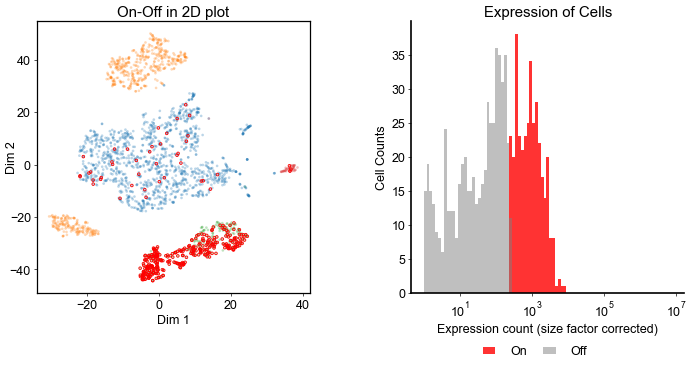 On-Off in 2D plot
Dim 2
40
20
0
−20
−40
−20
0
20
40
Dim 1
Expression of Cells
Cell Counts
35
30
25
20
15
10
5
0
10^1
10^3
10^5
10^7
Expression count (size factor corrected)
On
Off